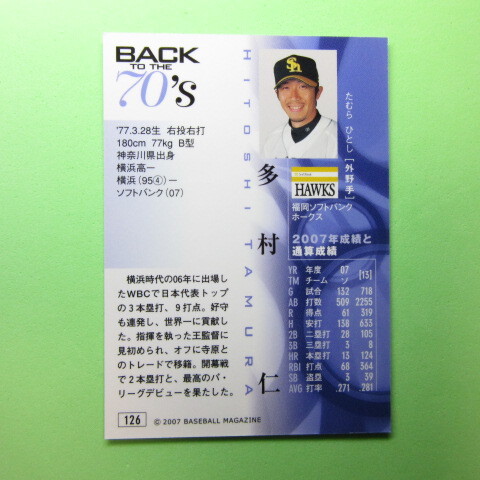 BACK
TO THE
70'S
'77.3.28生 右投右打
180cm 77kg B型
神奈川県出身
横浜高―
横浜(95④)―
ソフトバンク(07)
横浜時代の06年に出場し
たWBCで日本代表トップ
の3本塁打、9打点。好守
も連発し、世界一に貢献し
た。指揮を執った王監督に
見初められ、オフに寺原と
のトレードで移籍。開幕戦
で2本塁打と、最高のパ・
リーグデビューを果たした。
126
© 2007 BASEBALL MAGAZINE
HITOSHI TAMURA
多村仁
SH
たむら ひとし[外野手]
HAWKS
福岡ソフトバンク
ホークス
2007年成績と
通算成績
YR 年度 07 [13]
TM チーム ソ
G 試合 132 718
AB 打数 509 2255
R 得点 61 319
H 安打 138 633
2B 二塁打 28 105
3B 三塁打 3 8
HR 本塁打 13 124
RBI 打点 68 364
SB 盗塁 3 39
AVG 打率 .271 .281